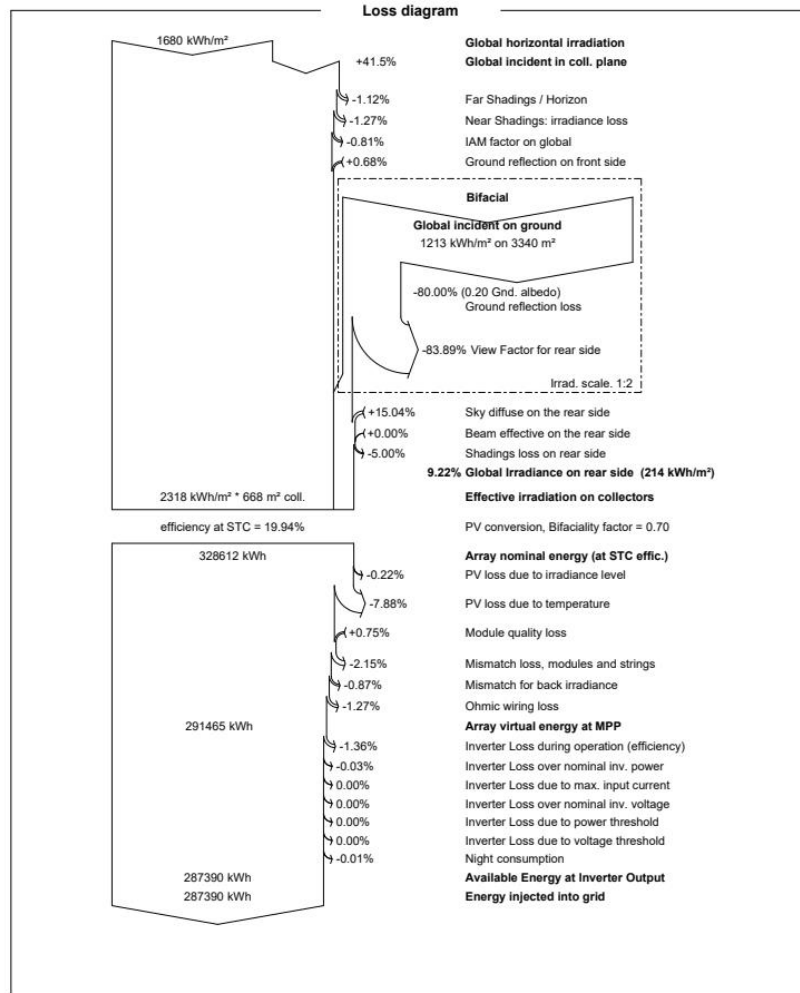 Loss diagram
1680 kWh/m² Global horizontal irradiation
+41.5% Global incident in coll. plane
-1.12% Far Shadings / Horizon
-1.27% Near Shadings: irradiance loss
-0.81% IAM factor on global
+0.68% Ground reflection on front side
Bifacial
Global incident on ground
1213 kWh/m² on 3340 m²
-80.00% (0.20 Gnd. albedo)
Ground reflection loss
-83.89% View Factor for rear side
Irrad. scale. 1:2
+15.04% Sky diffuse on the rear side
+0.00% Beam effective on the rear side
-5.00% Shadings loss on rear side
9.22% Global Irradiance on rear side (214 kWh/m²)
2318 kWh/m² * 668 m² coll. Effective irradiation on collectors
efficiency at STC = 19.94% PV conversion, Bifaciality factor = 0.70
328612 kWh Array nominal energy (at STC effic.)
-0.22% PV loss due to irradiance level
-7.88% PV loss due to temperature
+0.75% Module quality loss
-2.15% Mismatch loss, modules and strings
-0.87% Mismatch for back irradiance
-1.27% Ohmic wiring loss
291465 kWh Array virtual energy at MPP
-1.36% Inverter Loss during operation (efficiency)
-0.03% Inverter Loss over nominal inv. power
0.00% Inverter Loss due to max. input current
0.00% Inverter Loss over nominal inv. voltage
0.00% Inverter Loss due to power threshold
0.00% Inverter Loss due to voltage threshold
-0.01% Night consumption
287390 kWh Available Energy at Inverter Output
287390 kWh Energy injected into grid